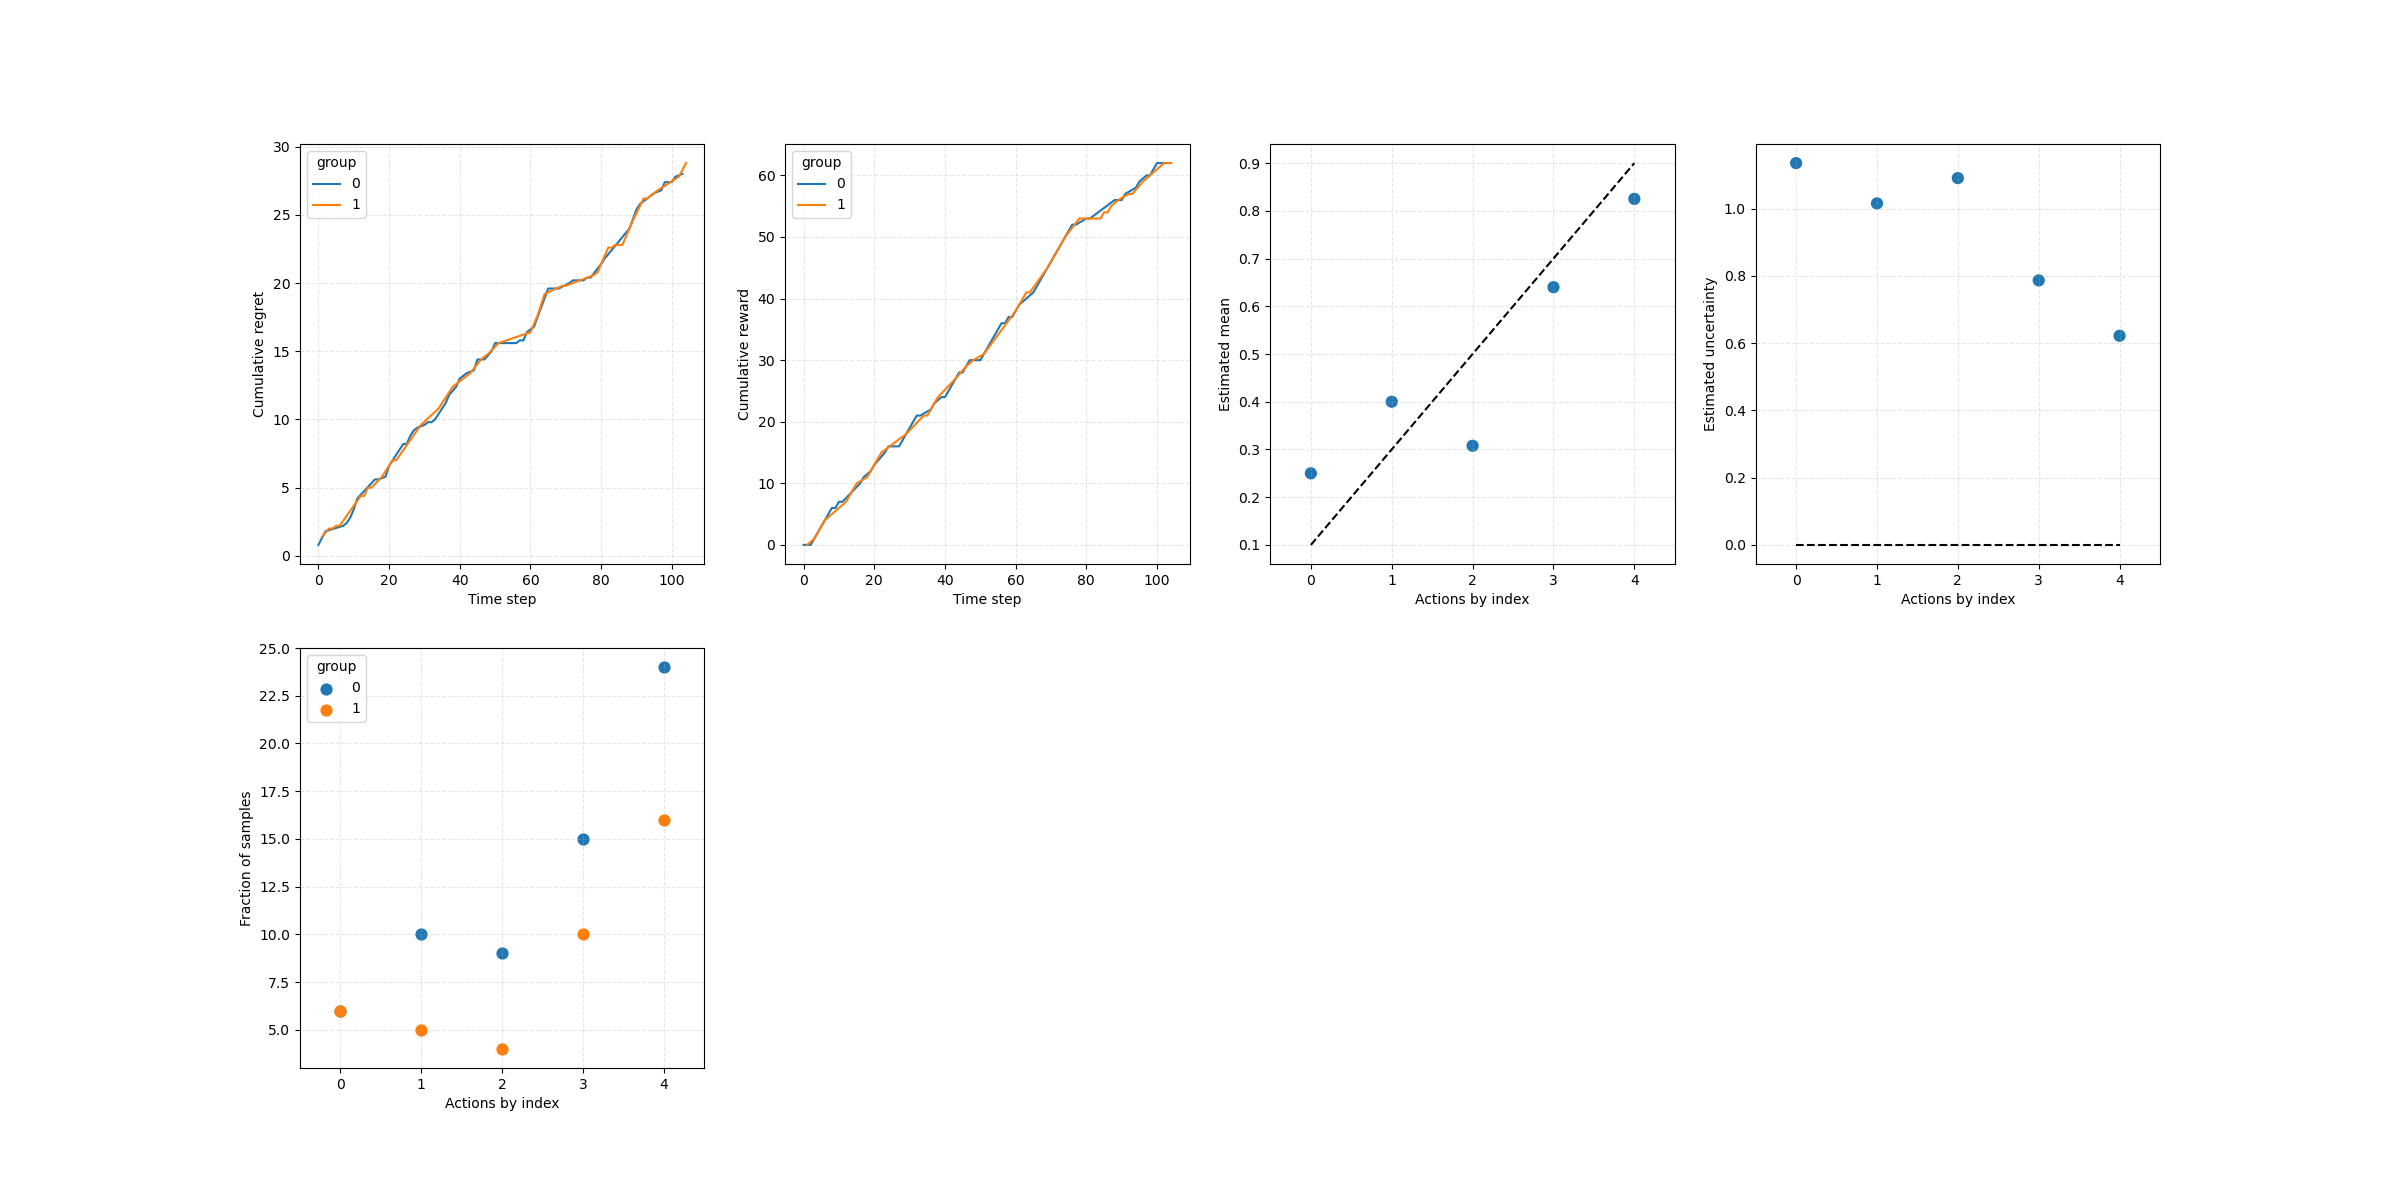 group
0
1
30
25
20
15
10
5
0
Cumulative regret
0 20 40 60 80 100
Time step
group
0
1
60
50
40
30
20
10
0
Cumulative reward
0 20 40 60 80 100
Time step
0.9
0.8
0.7
0.6
0.5
0.4
0.3
0.2
0.1
Estimated mean
0 1 2 3 4
Actions by index
1.0
0.8
0.6
0.4
0.2
0.0
Estimated uncertainty
0 1 2 3 4
Actions by index
group
0
1
25.0
22.5
20.0
17.5
15.0
12.5
10.0
7.5
5.0
Fraction of samples
0 1 2 3 4
Actions by index